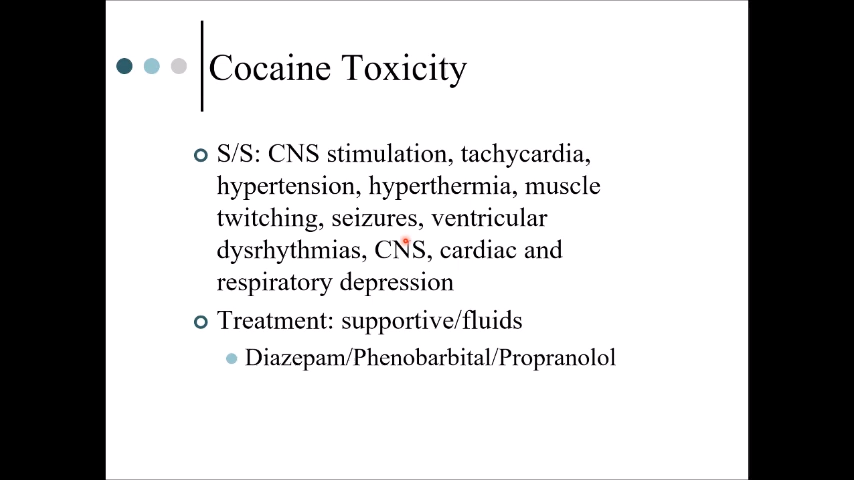 Cocaine Toxicity
S/S: CNS stimulation, tachycardia,
hypertension, hyperthermia, muscle
twitching, seizures, ventricular
dysrhythmias, CNS, cardiac and
respiratory depression
Treatment: supportive/fluids
Diazepam/Phenobarbital/Propranolol